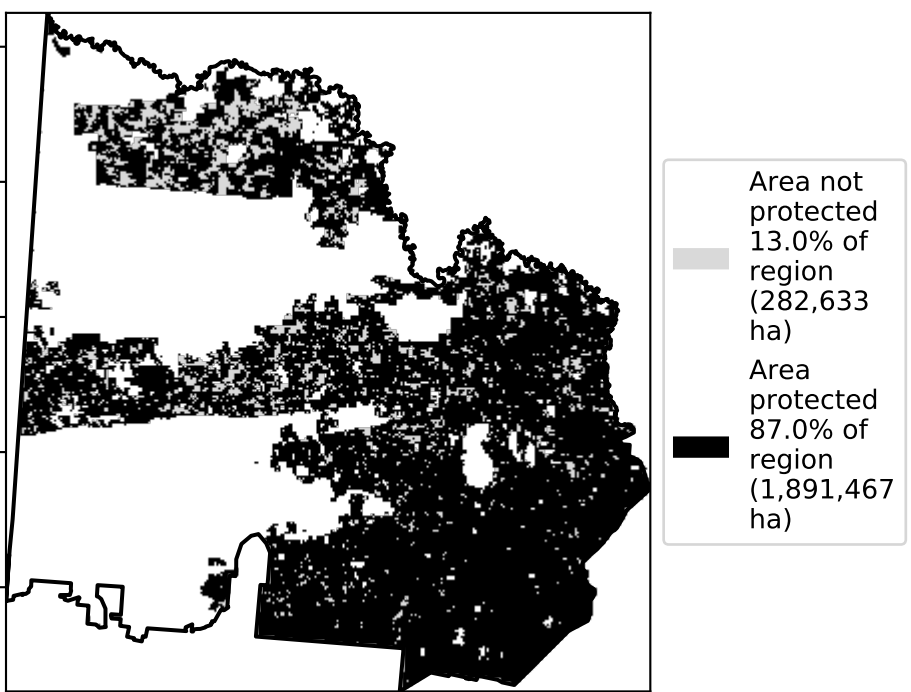 Area not
protected
13.0% of
region
(282,633
ha)
Area
protected
87.0% of
region
(1,891,467
ha)